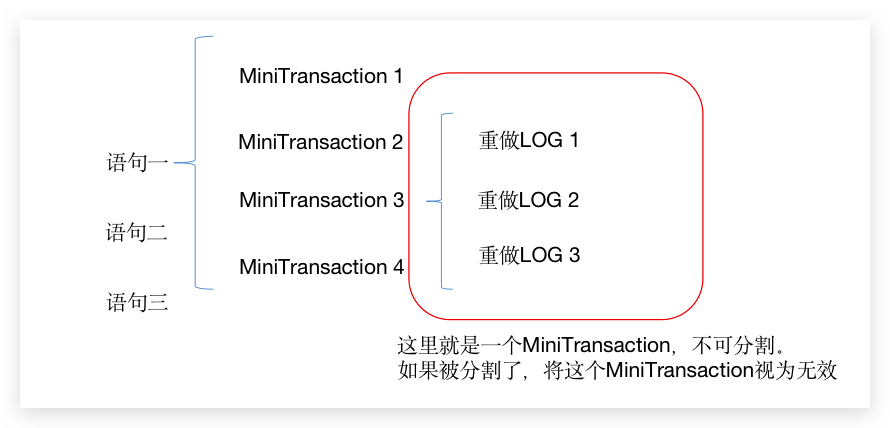 MiniTransaction 1
MiniTransaction 2
重做LOG 1
语句一
MiniTransaction 3
重做LOG 2
语句二
MiniTransaction 4
重做LOG 3
语句三
这里就是一个MiniTransaction，不可分割。
如果被分割了，将这个MiniTransaction视为无效